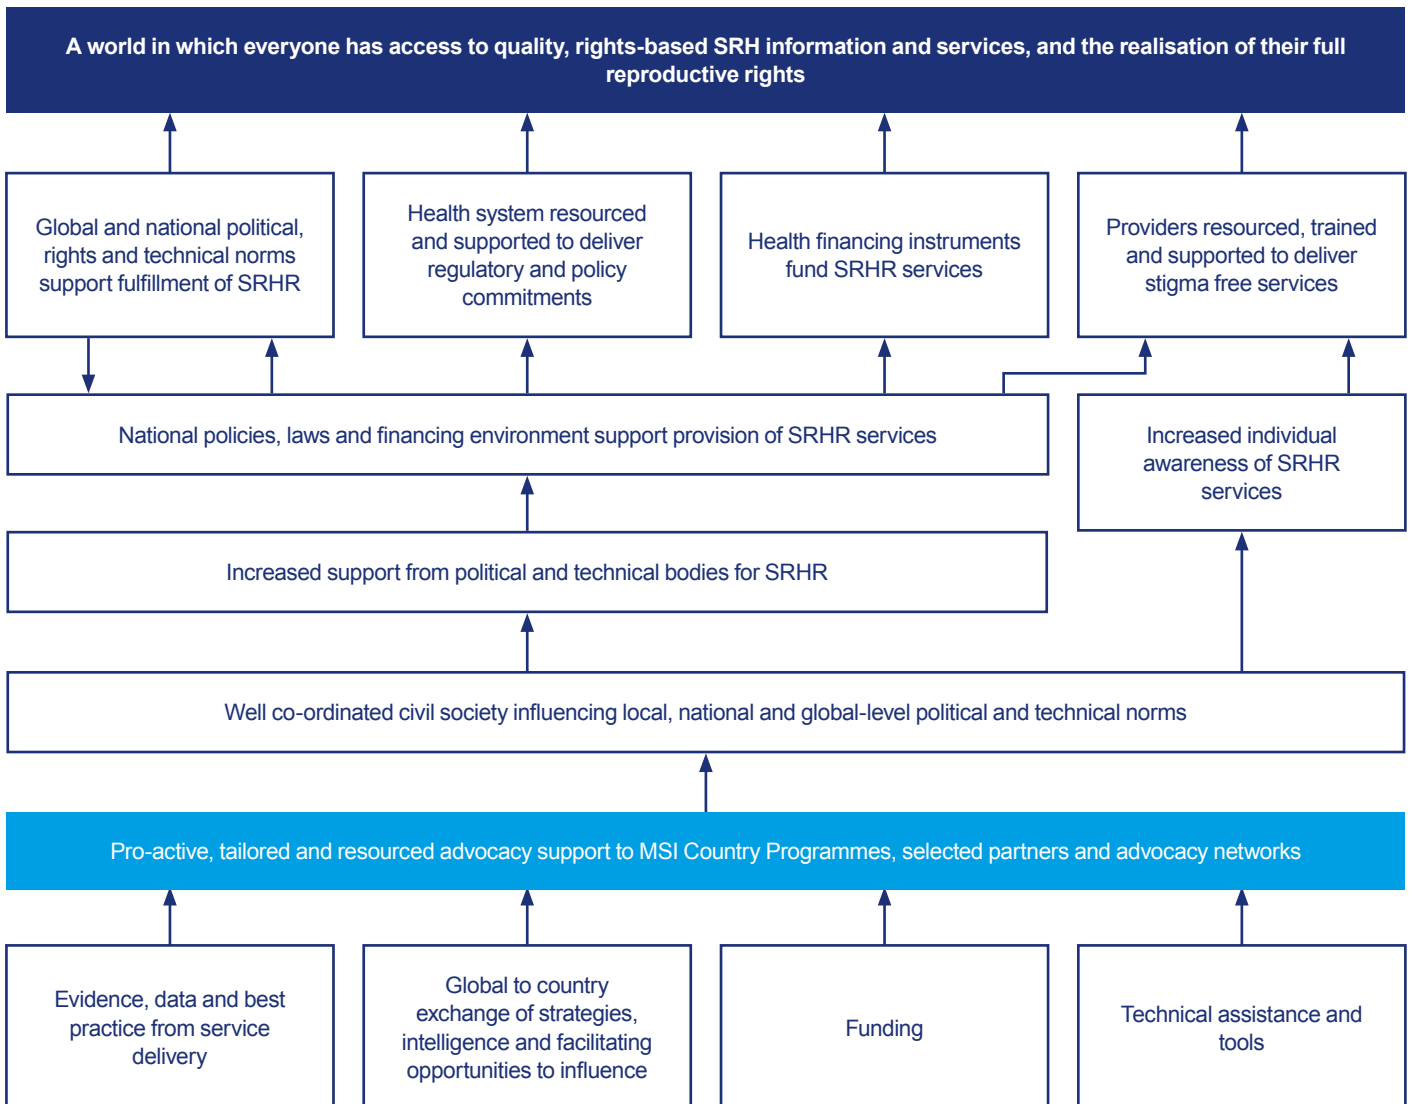 A world in which everyone has access to quality, rights-based SRH information and services, and the realisation of their full
reproductive rights
Global and national political,
rights and technical norms
support fulfillment of SRHR
Health system resourced
and supported to deliver
regulatory and policy
commitments
Health financing instruments
fund SRHR services
Providers resourced, trained
and supported to deliver
stigma free services
National policies, laws and financing environment support provision of SRHR services
Increased individual
awareness of SRHR
services
Increased support from political and technical bodies for SRHR
Well co-ordinated civil society influencing local, national and global-level political and technical norms
Pro-active, tailored and resourced advocacy support to MSI Country Programmes, selected partners and advocacy networks
Evidence, data and best
practice from service
delivery
Global to country
exchange of strategies,
intelligence and facilitating
opportunities to influence
Funding
Technical assistance and
tools